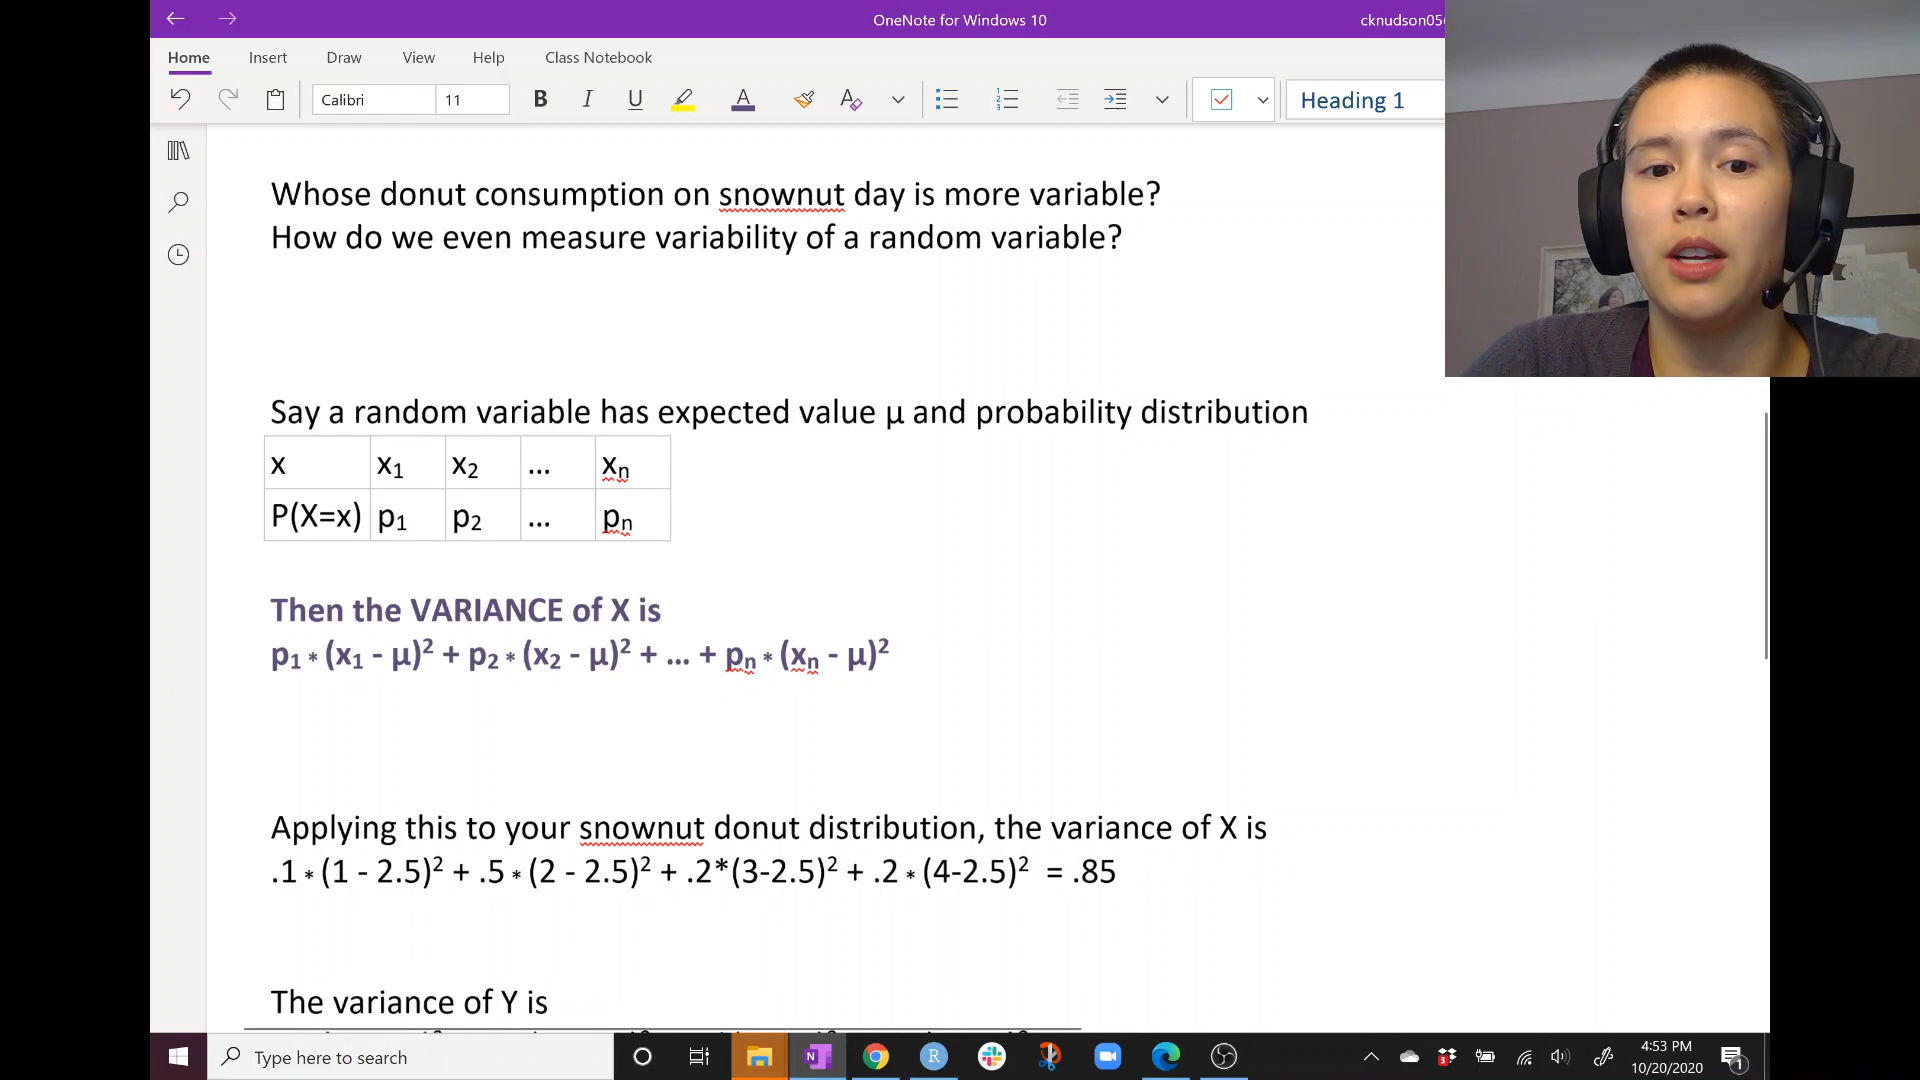 OneNote for Windows 10
cknudson05
Home Insert Draw View Help Class Notebook
Calibri 11 B I U A A Heading 1
Whose donut consumption on snownut day is more variable?
How do we even measure variability of a random variable?
Say a random variable has expected value μ and probability distribution
x x₁ x₂ ... xₙ
P(X=x) p₁ p₂ ... pₙ
Then the VARIANCE of X is
p₁ * (x₁ - μ)² + p₂ * (x₂ - μ)² + ... + pₙ * (xₙ - μ)²
Applying this to your snownut donut distribution, the variance of X is
.1 * (1 - 2.5)² + .5 * (2 - 2.5)² + .2*(3-2.5)² + .2 * (4-2.5)² = .85
The variance of Y is
Type here to search
4:53 PM
10/20/2020